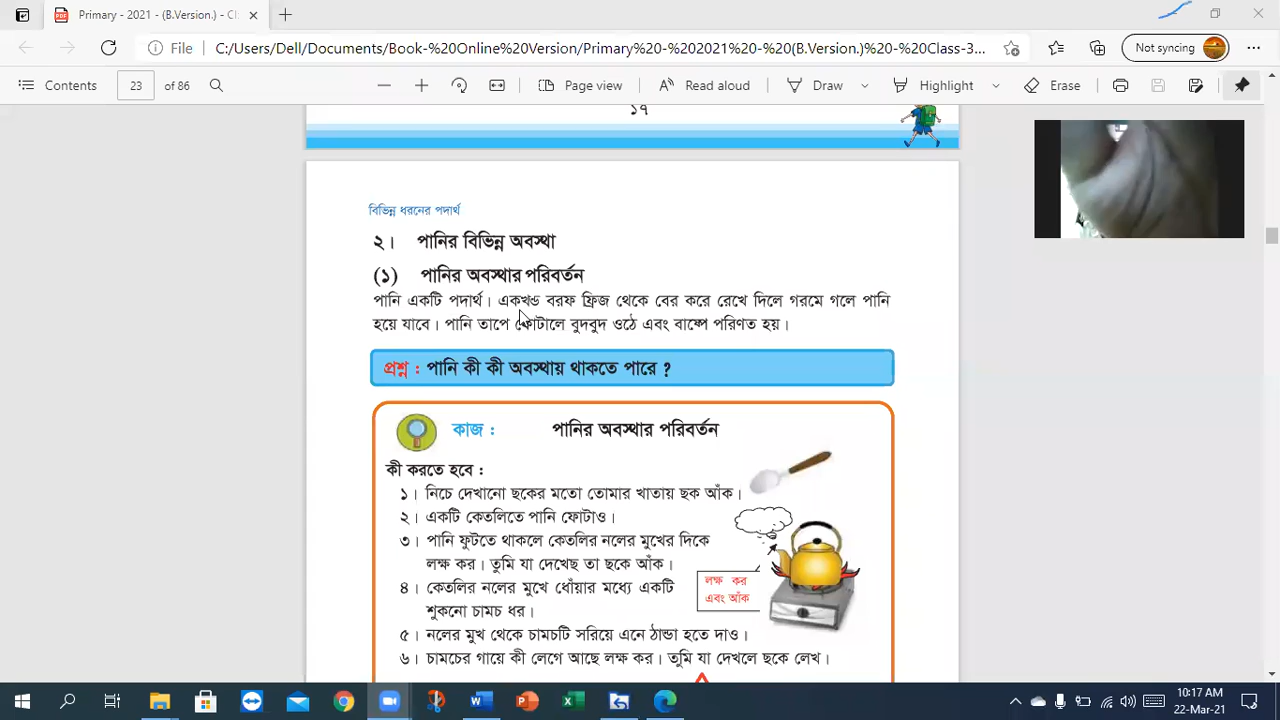 Primary - 2021 - (B.Version.) - Cl
File
C:/Users/Dell/Documents/Book-%20Online%20Version/Primary%20-%202021%20-%20(B.Version.)%20-%20Class-3...
Not syncing
Contents
23
of 86
Page view
Read aloud
Draw
Highlight
Erase
১৭
বিভিন্ন ধরনের পদার্থ
২। পানির বিভিন্ন অবস্থা
(১) পানির অবস্থার পরিবর্তন
পানি একটি পদার্থ। একখন্ড বরফ ফ্রিজ থেকে বের করে রেখে দিলে গরমে গলে পানি
হয়ে যাবে। পানি তাপে ফোটালে বুদবুদ ওঠে এবং বাষ্পে পরিণত হয়।
প্রশ্ন : পানি কী কী অবস্থায় থাকতে পারে ?
কাজ : পানির অবস্থার পরিবর্তন
কী করতে হবে :
১। নিচে দেখানো ছকের মতো তোমার খাতায় ছক আঁক।
২। একটি কেতলিতে পানি ফোটাও।
৩। পানি ফুটতে থাকলে কেতলির নলের মুখের দিকে
লক্ষ কর। তুমি যা দেখেছ তা ছকে আঁক।
৪। কেতলির নলের মুখে ধোঁয়ার মধ্যে একটি
শুকনো চামচ ধর।
লক্ষ কর
এবং আঁক
৫। নলের মুখ থেকে চামচটি সরিয়ে এনে ঠান্ডা হতে দাও।
৬। চামচের গায়ে কী লেগে আছে লক্ষ কর। তুমি যা দেখলে ছকে লেখ।
10:17 AM
22-Mar-21